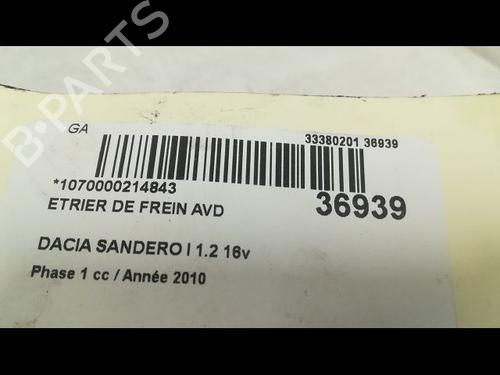 B-PARTS
GA
33380201 36939
*1070000214843
36939
ETRIER DE FREIN AVD
DACIA SANDERO I 1.2 16v
Phase 1 cc / Année 2010